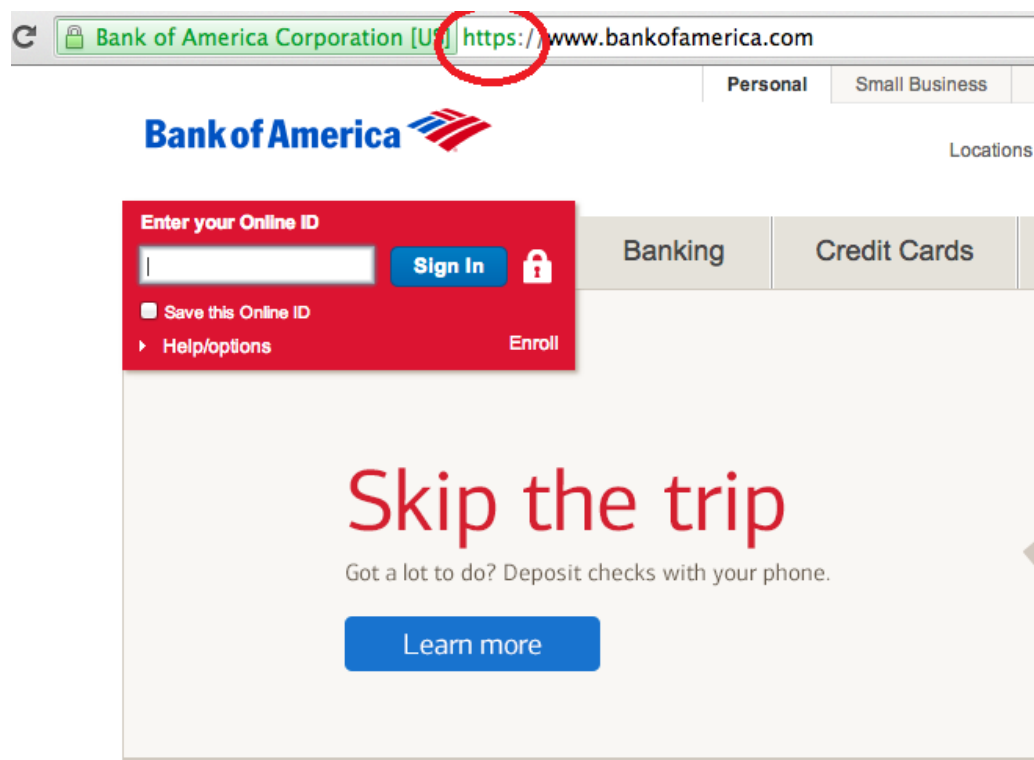 Bank of America Corporation [US] https://www.bankofamerica.com
Personal Small Business
Bank of America
Locations
Enter your Online ID
Sign In
Banking Credit Cards
Save this Online ID
Help/options Enroll
Skip the trip
Got a lot to do? Deposit checks with your phone.
Learn more